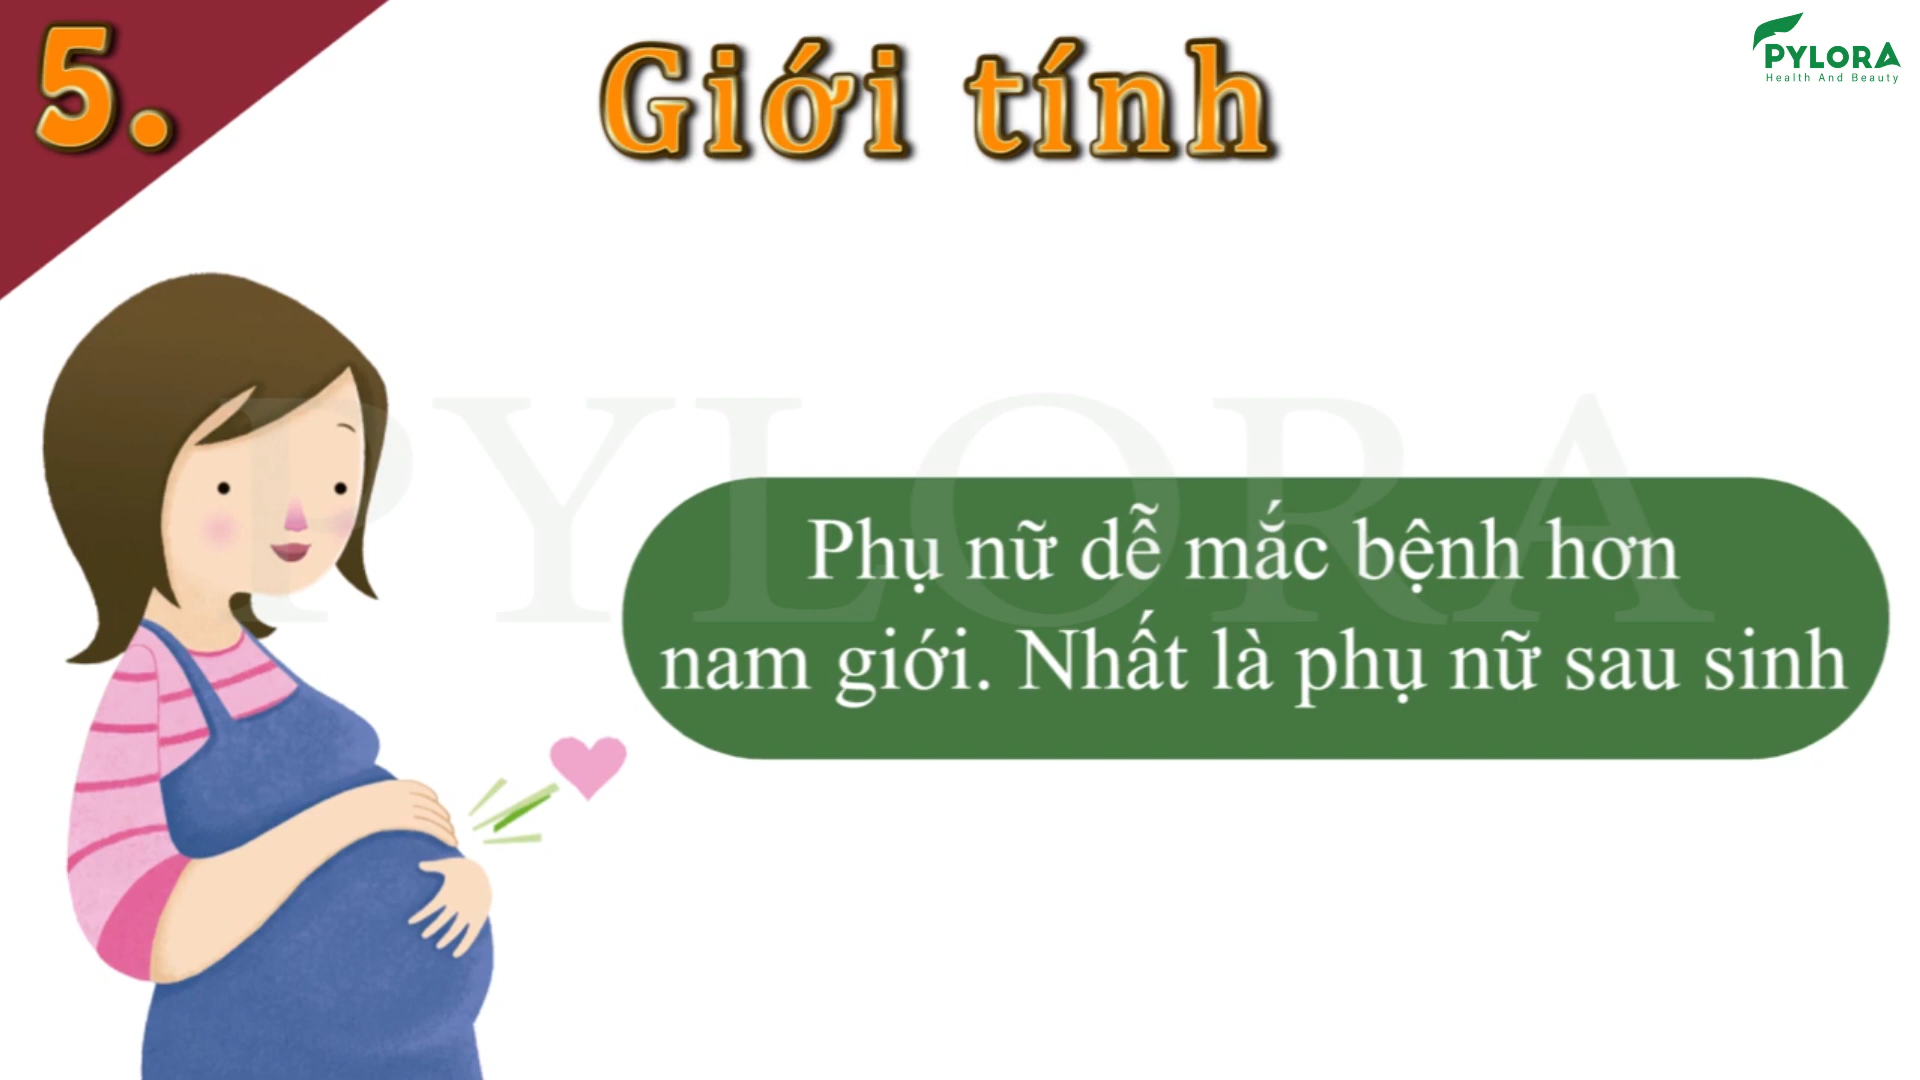 5.
Giới tính
PYLORA
Health And Beauty
PYLORA
Phụ nữ dễ mắc bệnh hơn
nam giới. Nhất là phụ nữ sau sinh